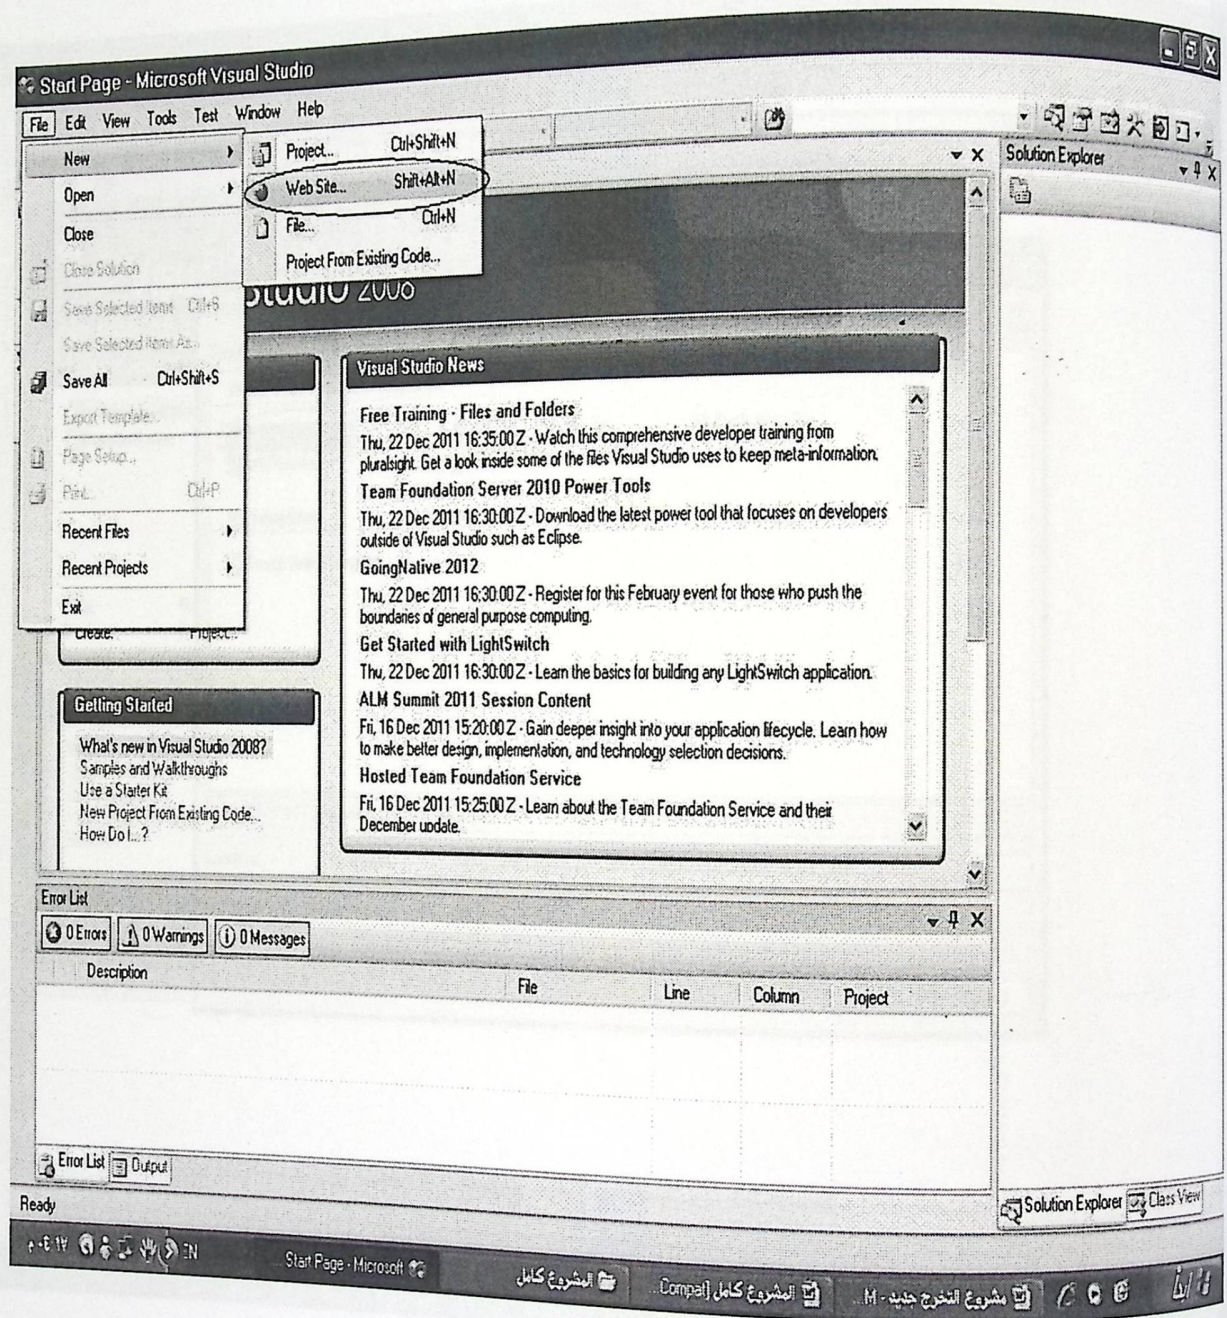 Start Page - Microsoft Visual Studio
File Edit View Tools Test Window Help
New
Open
Close
Close Solution
Save Selected Items Ctrl+S
Save Selected Items As...
Save All Ctrl+Shift+S
Export Template...
Page Setup...
Print... Ctrl+P
Recent Files
Recent Projects
Exit
Project... Ctrl+Shift+N
Web Site... Shift+Alt+N
File... Ctrl+N
Project From Existing Code...
Studio 2008
Create: Project...
Getting Started
What's new in Visual Studio 2008?
Samples and Walkthroughs
Use a Starter Kit
New Project From Existing Code...
How Do I...?
Visual Studio News
Free Training - Files and Folders
Thu, 22 Dec 2011 16:35:00 Z - Watch this comprehensive developer training from
pluralsight. Get a look inside some of the files Visual Studio uses to keep meta-information.
Team Foundation Server 2010 Power Tools
Thu, 22 Dec 2011 16:30:00 Z - Download the latest power tool that focuses on developers
outside of Visual Studio such as Eclipse.
GoingNative 2012
Thu, 22 Dec 2011 16:30:00 Z - Register for this February event for those who push the
boundaries of general purpose computing.
Get Started with LightSwitch
Thu, 22 Dec 2011 16:30:00 Z - Learn the basics for building any LightSwitch application.
ALM Summit 2011 Session Content
Fri, 16 Dec 2011 15:20:00 Z - Gain deeper insight into your application lifecycle. Learn how
to make better design, implementation, and technology selection decisions.
Hosted Team Foundation Service
Fri, 16 Dec 2011 15:25:00 Z - Learn about the Team Foundation Service and their
December update.
Solution Explorer
Error List
0 Errors 0 Warnings 0 Messages
Description File Line Column Project
Error List Output
Solution Explorer Class View
Ready
EN
Start Page - Microsoft
المشروع كامل
المشروع كامل [Compat...
مشروع التخرج جديد - M...
ابدأ